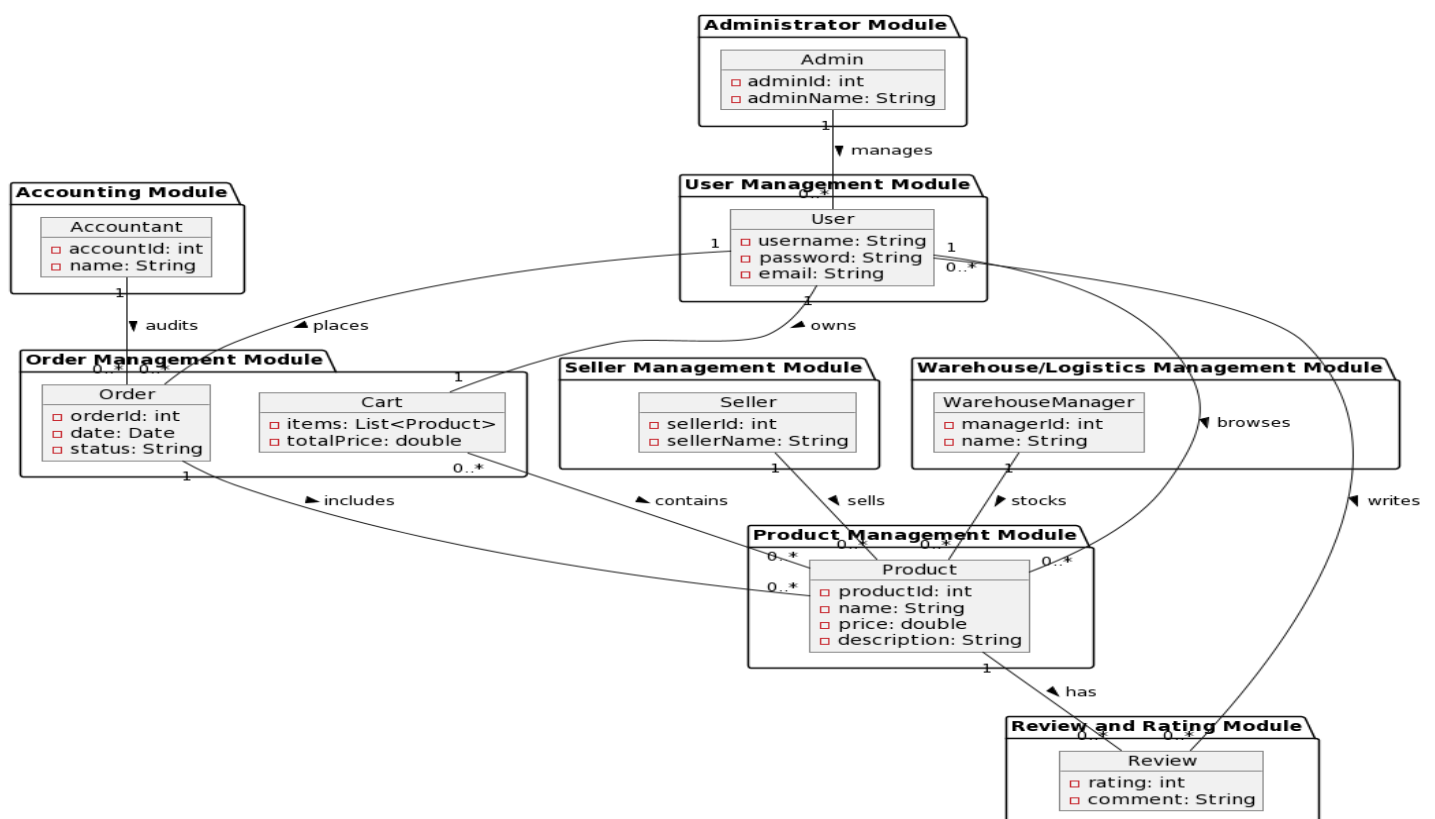 Administrator Module
Admin
adminId: int
adminName: String
1
manages
User Management Module
0..*
User
username: String
password: String
email: String
1
1
0..*
1
Accounting Module
Accountant
accountId: int
name: String
1
audits
places
owns
Order Management Module
0..*
0..*
Order
orderId: int
date: Date
status: String
1
1
Cart
items: List<Product>
totalPrice: double
0..*
Seller Management Module
Seller
sellerId: int
sellerName: String
1
Warehouse/Logistics Management Module
WarehouseManager
managerId: int
name: String
1
browses
includes
contains
sells
stocks
writes
Product Management Module
0..*
0..*
0..*
0..*
0..*
Product
productId: int
name: String
price: double
description: String
1
has
Review and Rating Module
0..*
0..*
Review
rating: int
comment: String